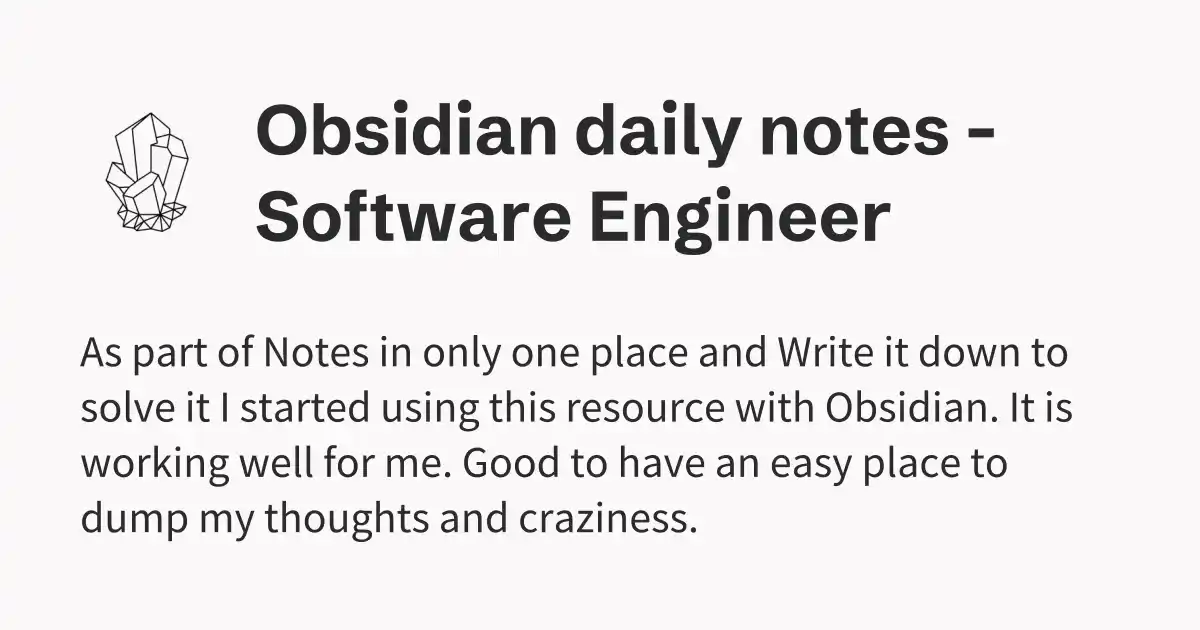 Obsidian daily notes -
Software Engineer
As part of Notes in only one place and Write it down to
solve it I started using this resource with Obsidian. It is
working well for me. Good to have an easy place to
dump my thoughts and craziness.